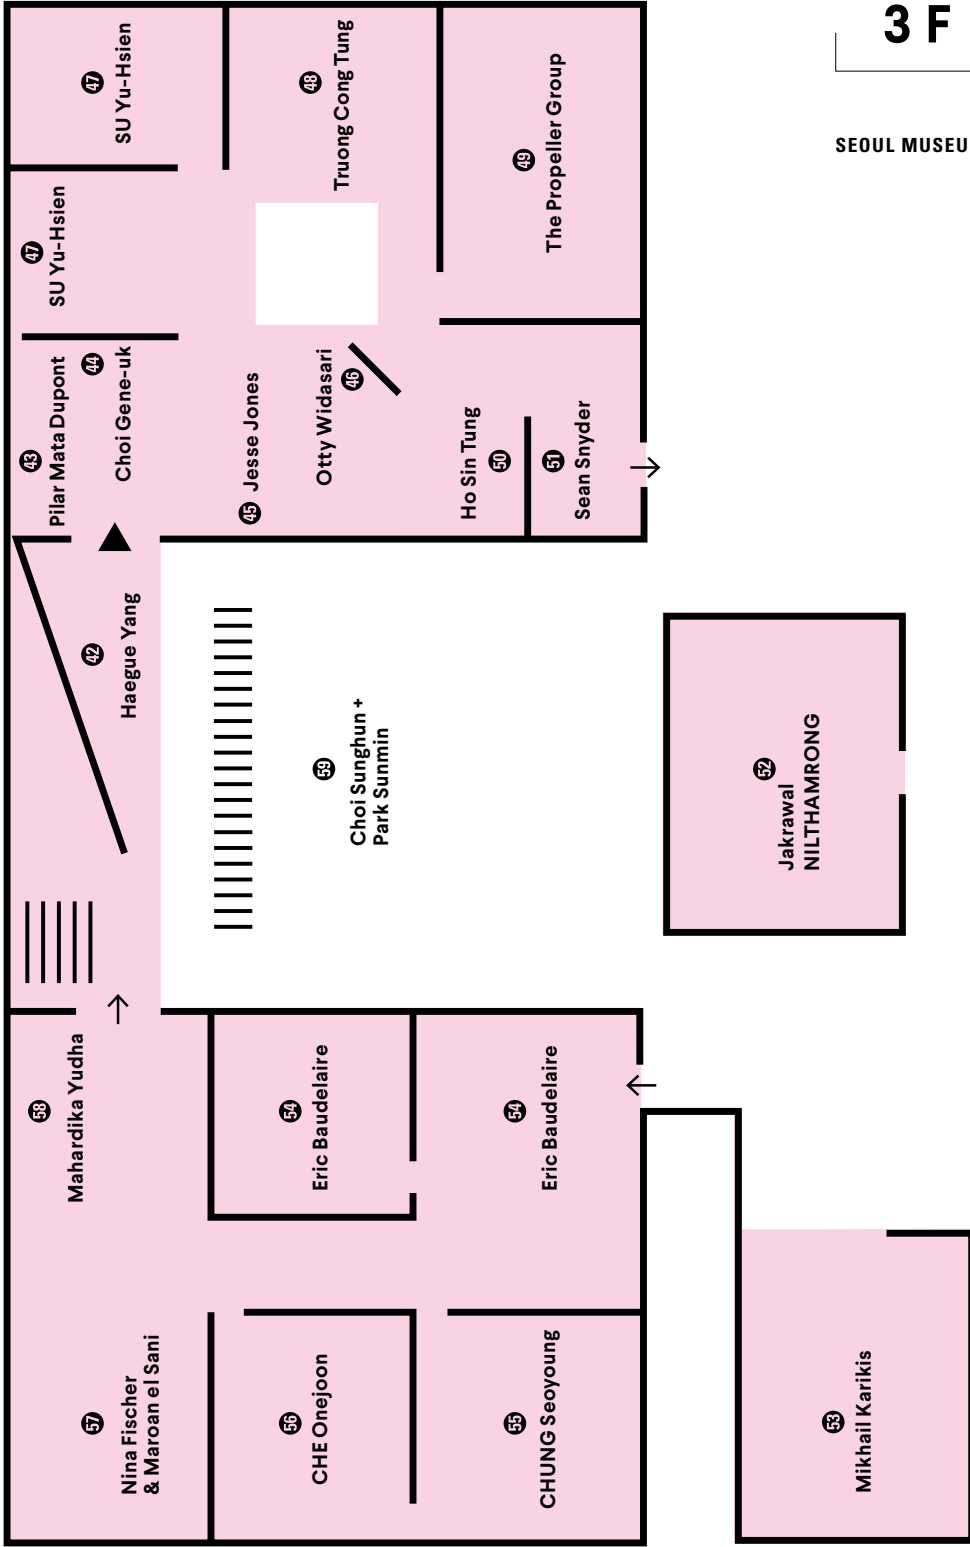 3 F
SEOUL MUSEU
47
SU Yu-Hsien
48
Truong Cong Tung
49
The Propeller Group
47
SU Yu-Hsien
43
Pilar Mata Dupont
44
Choi Gene-uk
45 Jesse Jones
Otty Widasari
46
Ho Sin Tung
50
51
Sean Snyder
42
Haegue Yang
59
Choi Sunghun +
Park Sunmin
52
Jakrawal
NILTHAMRONG
58
Mahardika Yudha
54
Eric Baudelaire
54
Eric Baudelaire
57
Nina Fischer
& Maroan el Sani
56
CHE Onejoon
55
CHUNG Seoyoung
53
Mikhail Karikis